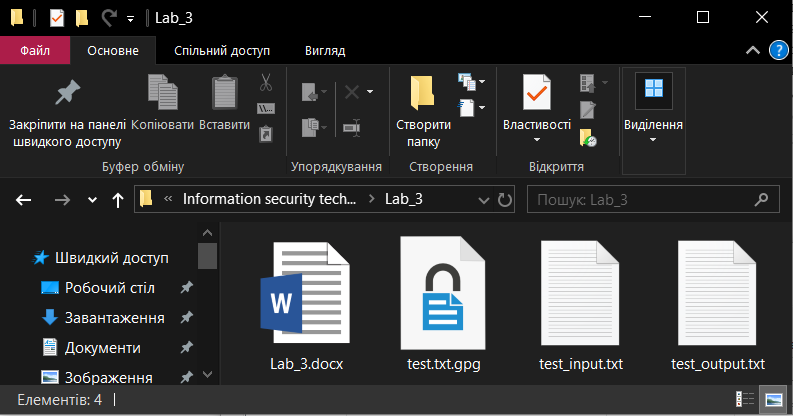 Lab_3
Файл
Основне
Спільний доступ
Вигляд
Закріпити на панелі
швидкого доступу
Копіювати
Вставити
Створити
папку
Властивості
Виділення
Буфер обміну
Упорядкування
Створення
Відкриття
« Information security tech... > Lab_3
Пошук: Lab_3
Швидкий доступ
Робочий стіл
Завантаження
Документи
Зображення
W
Lab_3.docx
test.txt.gpg
test_input.txt
test_output.txt
Елементів: 4